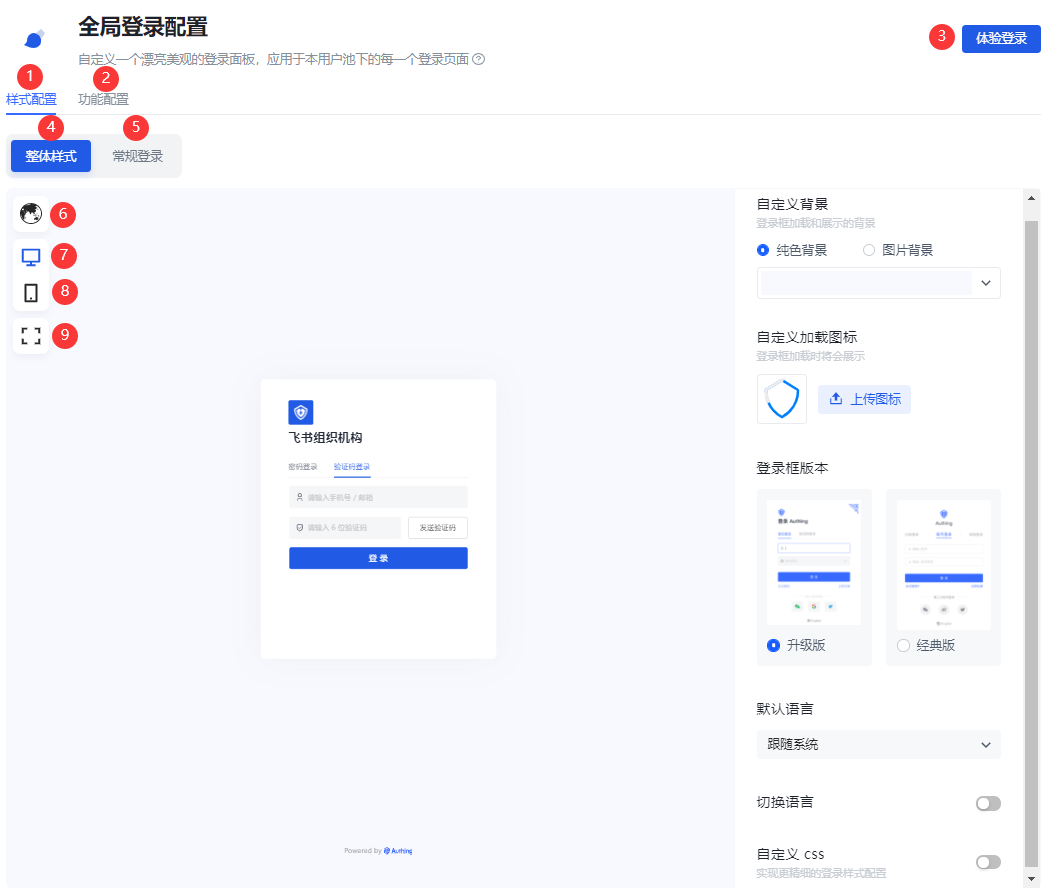 全局登录配置
自定义一个漂亮美观的登录面板，应用于本用户池下的每一个登录页面
3
体验登录
1
2
样式配置
功能配置
4
5
整体样式
常规登录
6
7
8
9
飞书组织机构
密码登录
验证码登录
请输入手机号 / 邮箱
请输入 6 位验证码
发送验证码
登录
Powered by Authing
自定义背景
登录框加载和展示的背景
纯色背景
图片背景
自定义加载图标
登录框加载时将会展示
上传图标
登录框版本
登录 Authing
Authing
升级版
经典版
默认语言
跟随系统
切换语言
自定义 css
实现更精细的登录样式配置